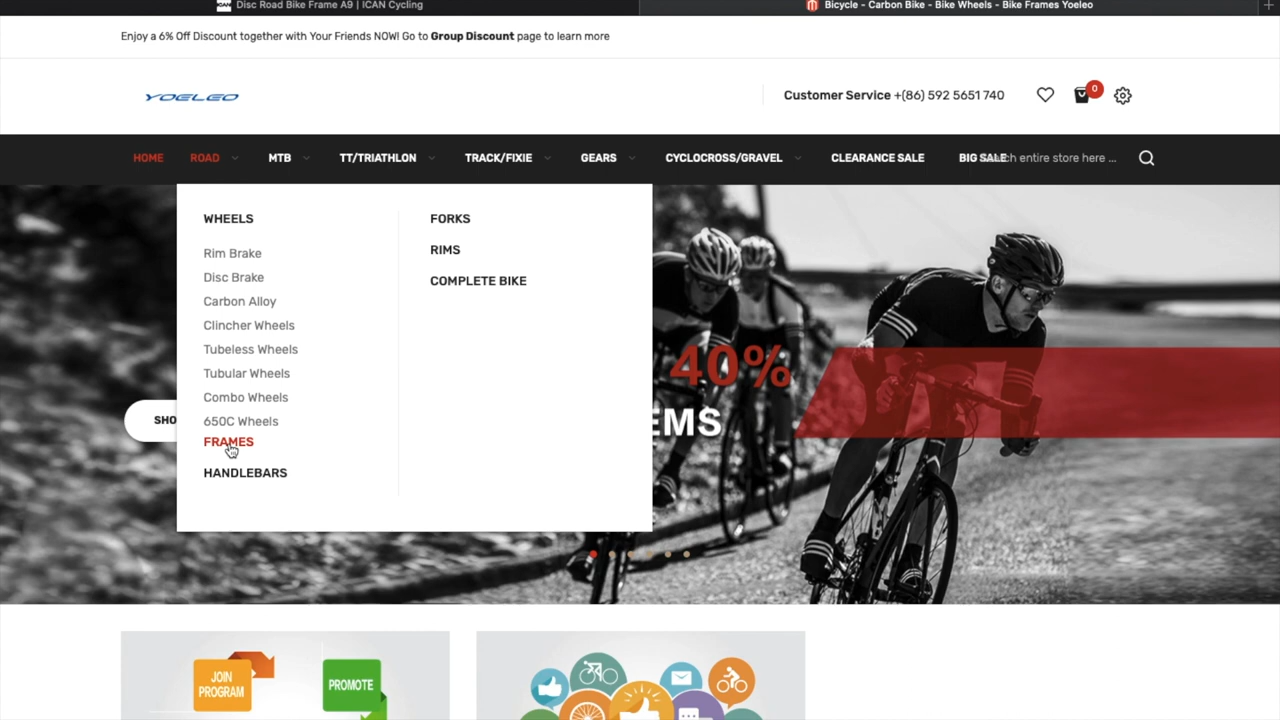 Disc Road Bike Frame A9 | ICAN Cycling
Bicycle - Carbon Bike - Bike Wheels - Bike Frames Yoeleo
Enjoy a 6% Off Discount together with Your Friends NOW! Go to Group Discount page to learn more
YOELEO
Customer Service +(86) 592 5651 740
0
HOME
ROAD
MTB
TT/TRIATHLON
TRACK/FIXIE
GEARS
CYCLOCROSS/GRAVEL
CLEARANCE SALE
BIG SALE
entire store here ...
WHEELS
Rim Brake
Disc Brake
Carbon Alloy
Clincher Wheels
Tubeless Wheels
Tubular Wheels
Combo Wheels
650C Wheels
FRAMES
HANDLEBARS
FORKS
RIMS
COMPLETE BIKE
40%
EMS
SHO
JOIN
PROGRAM
PROMOTE